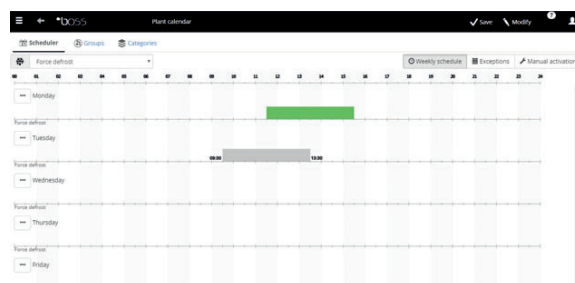 boss Plant calendar Save Modify ?
Scheduler Groups Categories
Force defrost Weekly schedule Exceptions Manual activation
00 01 02 03 04 05 06 07 08 09 10 11 12 13 14 15 16 17 18 19 20 21 22 23 24
Monday
Force defrost
Tuesday
09:30 13:30
Force defrost
Wednesday
Force defrost
Thursday
Force defrost
Friday